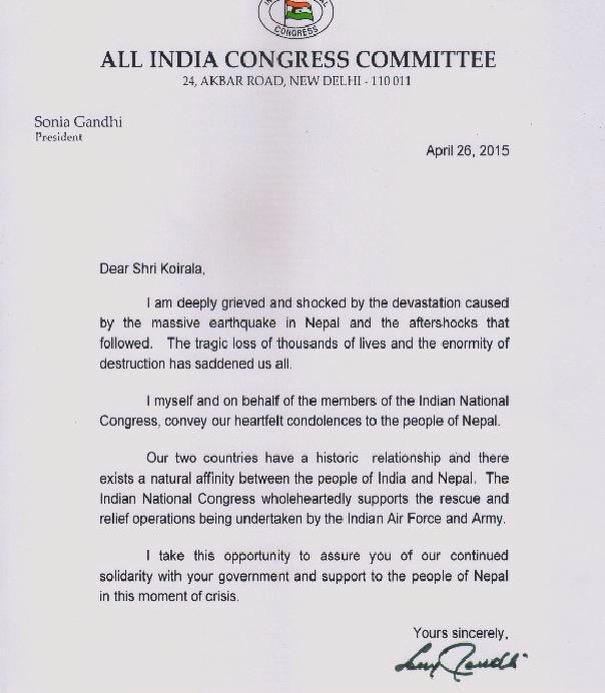 CONGRESS
ALL INDIA CONGRESS COMMITTEE
24, AKBAR ROAD, NEW DELHI - 110 011
Sonia Gandhi
President
April 26, 2015
Dear Shri Koirala,
I am deeply grieved and shocked by the devastation caused
by the massive earthquake in Nepal and the aftershocks that
followed. The tragic loss of thousands of lives and the enormity of
destruction has saddened us all.
I myself and on behalf of the members of the Indian National
Congress, convey our heartfelt condolences to the people of Nepal.
Our two countries have a historic relationship and there
exists a natural affinity between the people of India and Nepal. The
Indian National Congress wholeheartedly supports the rescue and
relief operations being undertaken by the Indian Air Force and Army.
I take this opportunity to assure you of our continued
solidarity with your government and support to the people of Nepal
in this moment of crisis.
Yours sincerely,